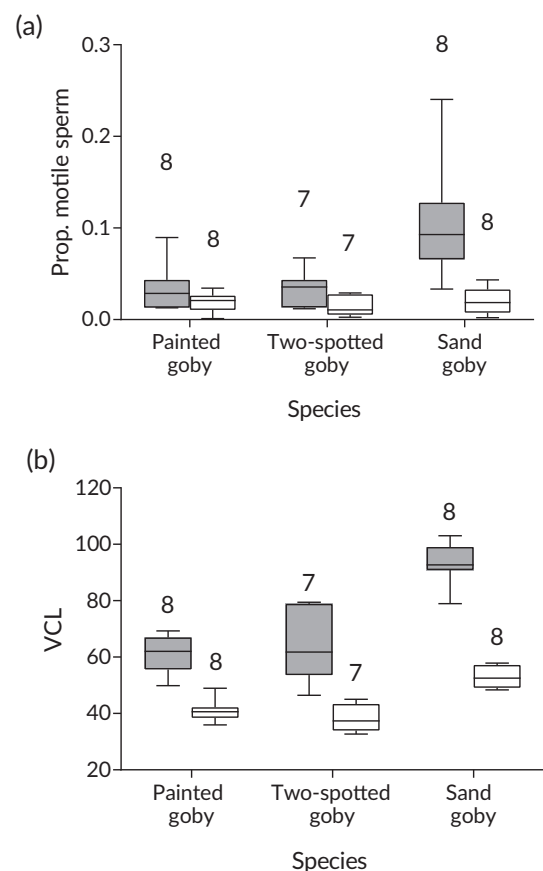 (a)
Prop. motile sperm
0.3
0.2
0.1
0.0
8
8
7
7
8
8
Painted
goby
Two-spotted
goby
Sand
goby
Species
(b)
VCL
120
100
80
60
40
20
8
8
7
7
8
8
Painted
goby
Two-spotted
goby
Sand
goby
Species